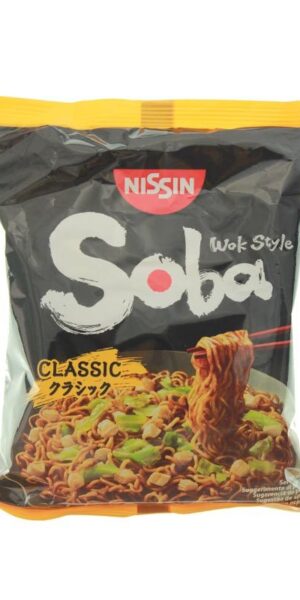 NISSIN
Wok Style
Soba
CLASSIC
クラシック